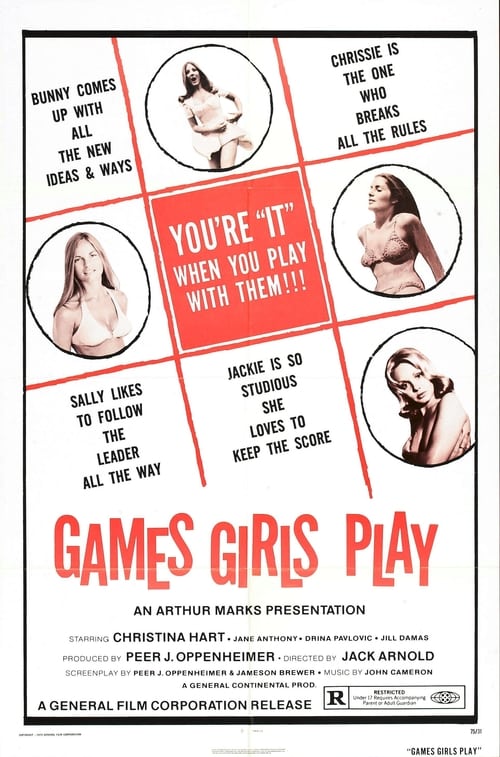 BUNNY COMES
UP WITH
ALL
THE NEW
IDEAS & WAYS
CHRISSIE IS
THE ONE
WHO
BREAKS
ALL THE RULES
YOU'RE "IT"
WHEN YOU PLAY
WITH THEM!!!
SALLY LIKES
TO FOLLOW
THE
LEADER
ALL THE WAY
JACKIE IS SO
STUDIOUS
SHE
LOVES TO
KEEP THE SCORE
GAMES GIRLS PLAY
AN ARTHUR MARKS PRESENTATION
STARRING CHRISTINA HART • JANE ANTHONY • DRINA PAVLOVIC • JILL DAMAS
PRODUCED BY PEER J. OPPENHEIMER • DIRECTED BY JACK ARNOLD
SCREENPLAY BY PEER J. OPPENHEIMER & JAMESON BREWER • MUSIC BY JOHN CAMERON
A GENERAL CONTINENTAL PROD.
A GENERAL FILM CORPORATION RELEASE
R
RESTRICTED
Under 17 Requires Accompanying
Parent or Adult Guardian
75/31
"GAMES GIRLS PLAY"